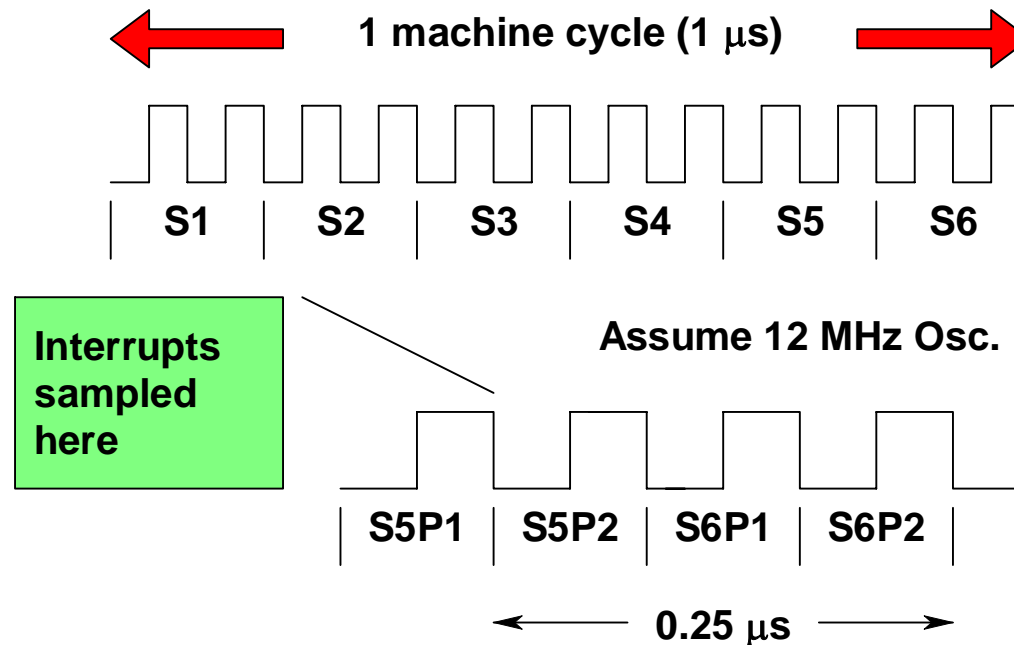 1 machine cycle (1 μs)
S1 S2 S3 S4 S5 S6
Interrupts
sampled
here
Assume 12 MHz Osc.
S5P1 S5P2 S6P1 S6P2
0.25 μs